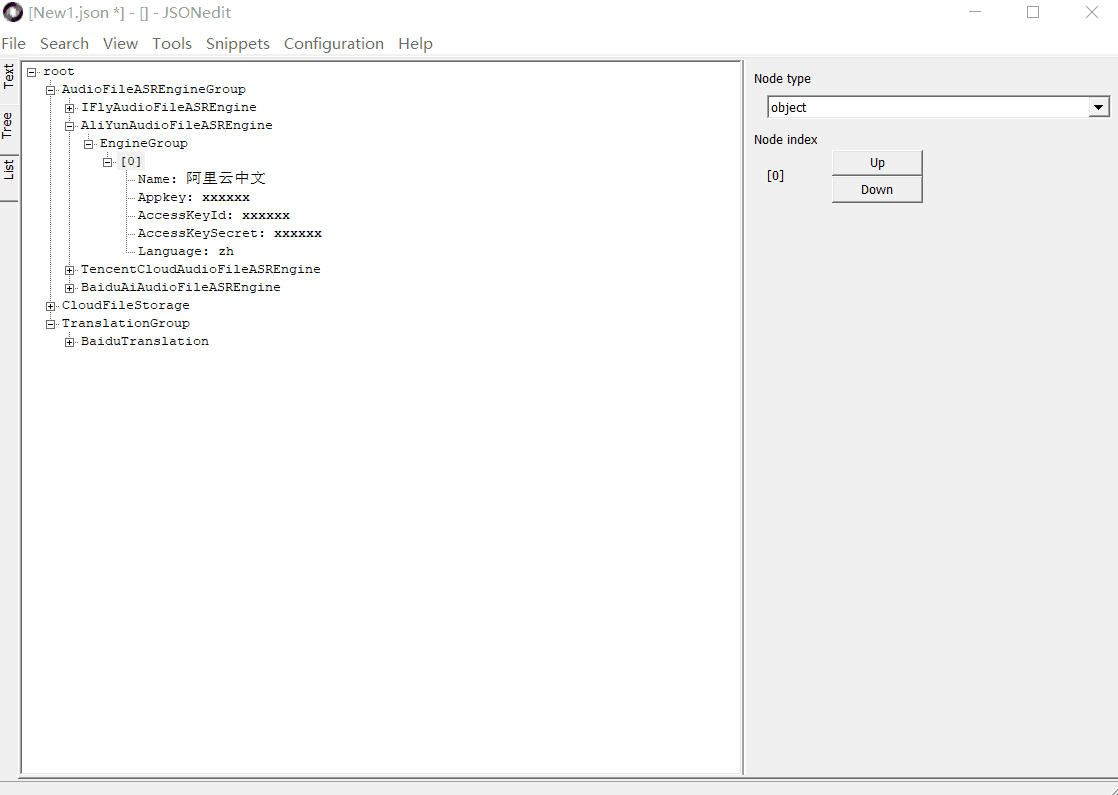 [New1.json *] - [] - JSONedit
File Search View Tools Snippets Configuration Help
Text
Tree
List
root
AudioFileASREngineGroup
IFlyAudioFileASREngine
AliYunAudioFileASREngine
EngineGroup
[0]
Name: 阿里云中文
Appkey: xxxxxx
AccessKeyId: xxxxxx
AccessKeySecret: xxxxxx
Language: zh
TencentCloudAudioFileASREngine
BaiduAiAudioFileASREngine
CloudFileStorage
TranslationGroup
BaiduTranslation
Node type
object
Node index
[0]
Up
Down